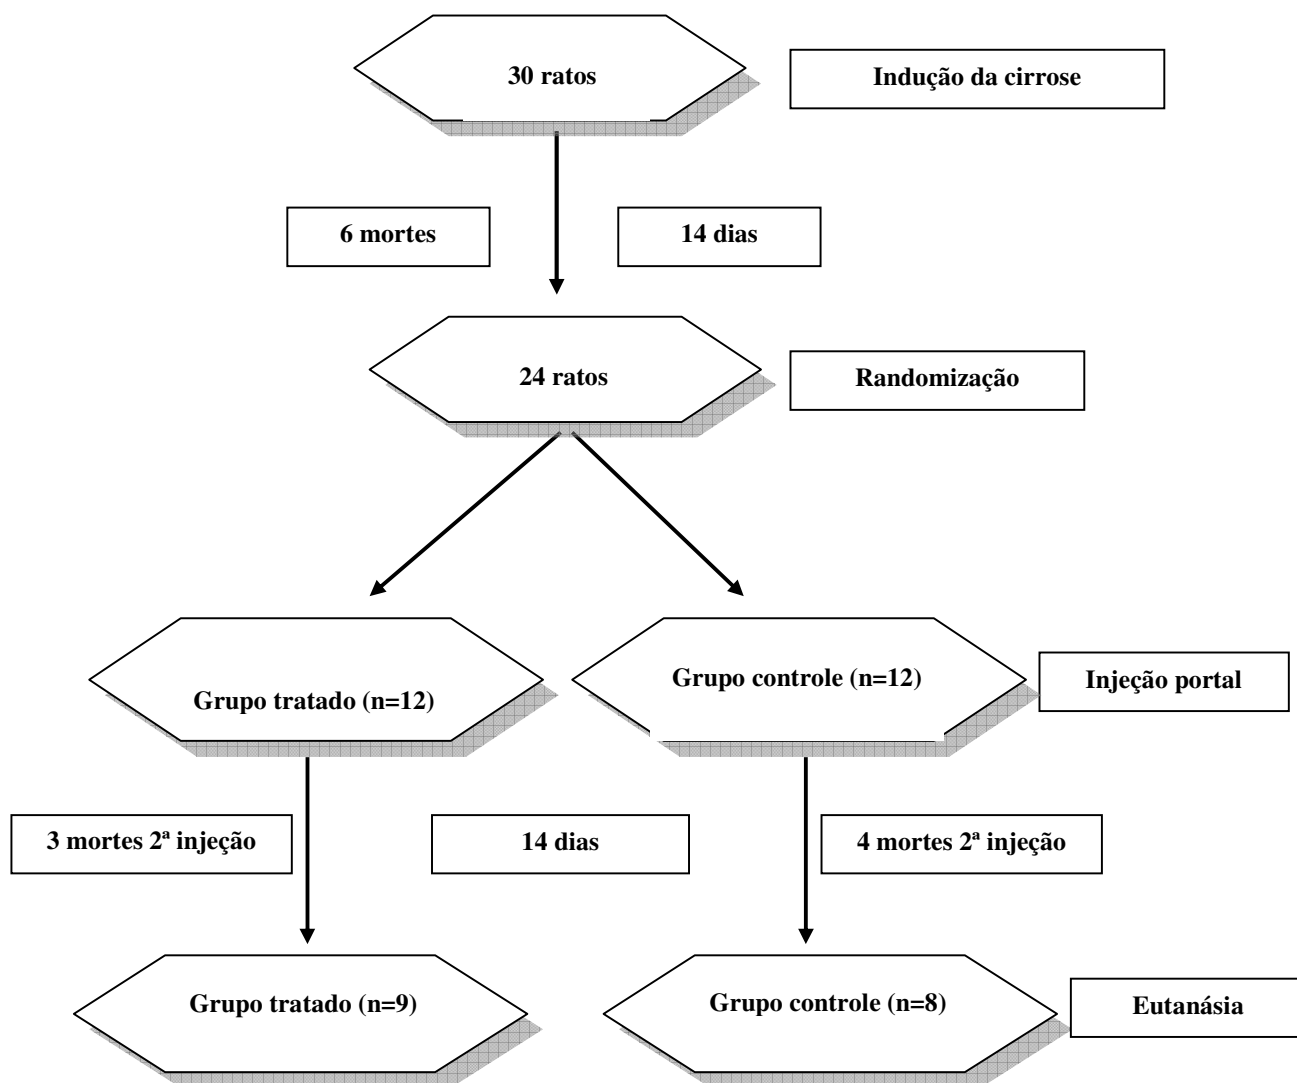 30 ratos
Indução da cirrose
6 mortes
14 dias
24 ratos
Randomização
Grupo tratado (n=12)
Grupo controle (n=12)
Injeção portal
3 mortes 2ª injeção
14 dias
4 mortes 2ª injeção
Grupo tratado (n=9)
Grupo controle (n=8)
Eutanásia